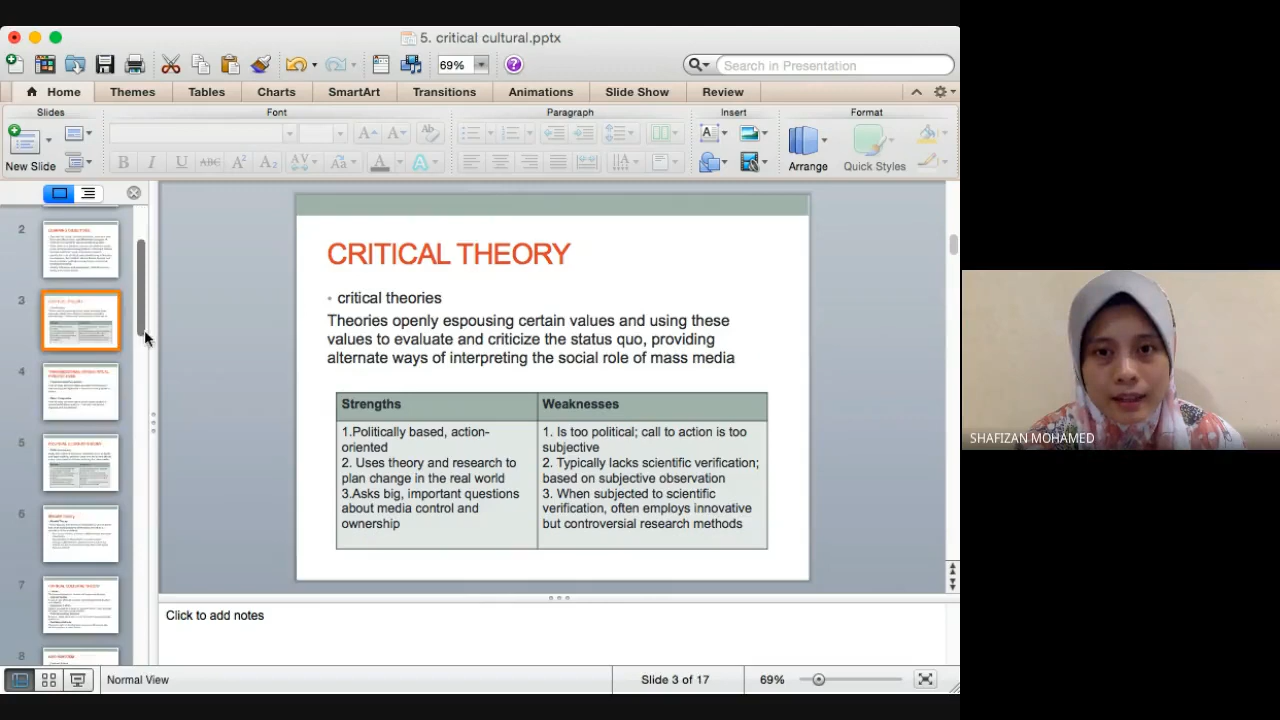 5. critical cultural.pptx
69%
Search in Presentation
Home Themes Tables Charts SmartArt Transitions Animations Slide Show Review
Slides Font Paragraph Insert Format
New Slide Arrange Quick Styles
2
3
4
5
6
7
8
CRITICAL THEORY
critical theories
Theories openly espousing certain values and using these
values to evaluate and criticize the status quo, providing
alternate ways of interpreting the social role of mass media
Strengths
1.Politically based, action-
oriented
2. Uses theory and research to
plan change in the real world
3.Asks big, important questions
about media control and
ownership
Weaknesses
1. Is too political; call to action is too
subjective
2. Typically lacks scientific verification;
based on subjective observation
3. When subjected to scientific
verification, often employs innovative
but controversial research methods
Click to add notes
Normal View Slide 3 of 17 69%
SHAFIZAN MOHAMED